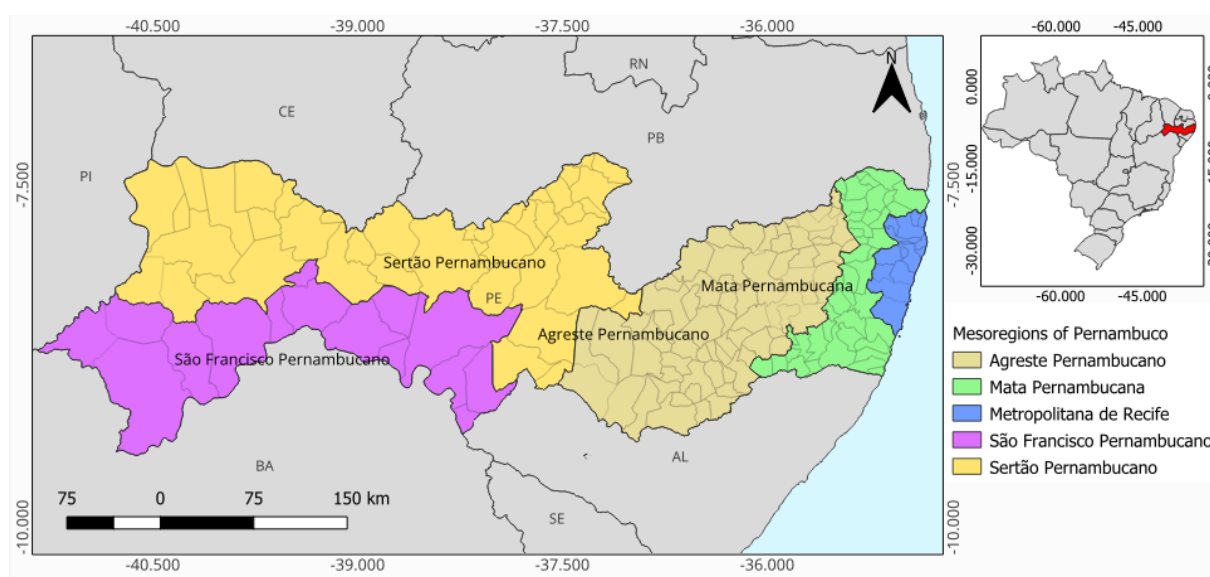 -40.500 -39.000 -37.500 -36.000
-60.000 -45.000
N
RN
CE
PB
PI
-7.500
-7.500
0.000
-15.000
-30.000
Sertão Pernambucano
Mata Pernambucana
PE
-60.000 -45.000
Agreste Pernambucano
São Francisco Pernambucano
Mesoregions of Pernambuco
Agreste Pernambucano
Mata Pernambucana
Metropolitana de Recife
São Francisco Pernambucano
Sertão Pernambucano
BA
AL
SE
75 0 75 150 km
-10.000
-10.000
-40.500 -39.000 -37.500 -36.000